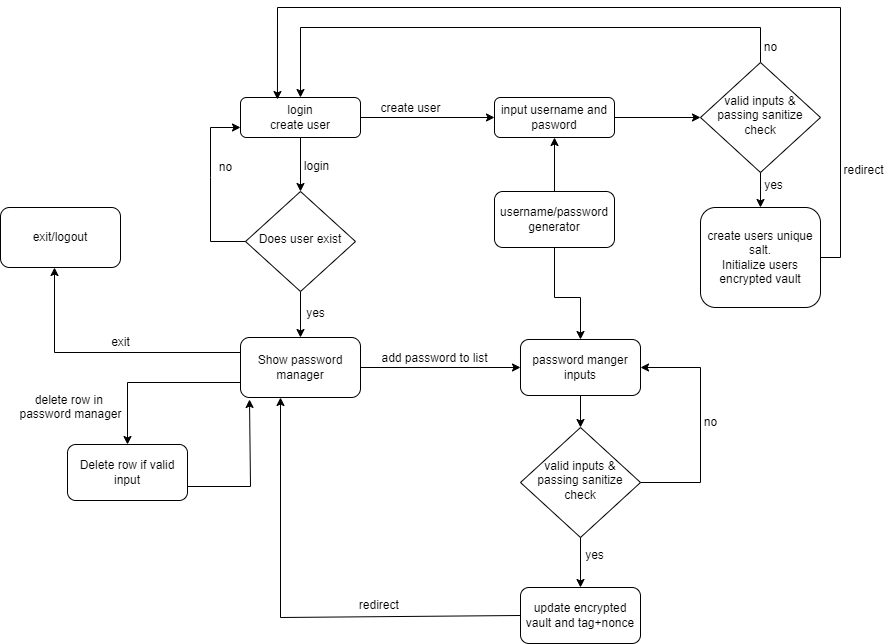 no
redirect
login
create user
create user
input username and
pasword
valid inputs &
passing sanitize
check
no
login
yes
username/password
generator
create users unique
salt.
Initialize users
encrypted vault
exit/logout
Does user exist
yes
exit
Show password
manager
add password to list
password manger
inputs
delete row in
password manager
no
Delete row if valid
input
valid inputs &
passing sanitize
check
yes
redirect
update encrypted
vault and tag+nonce